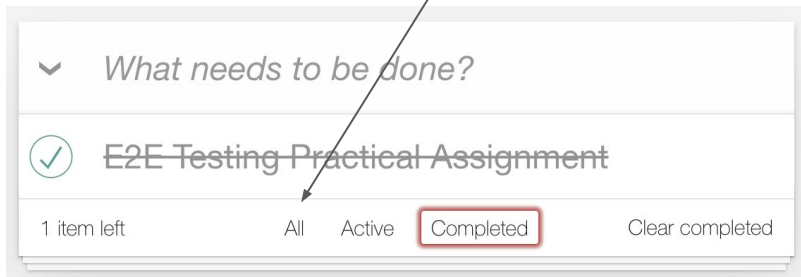 What needs to be done?
E2E Testing Practical Assignment
1 item left All Active Completed Clear completed